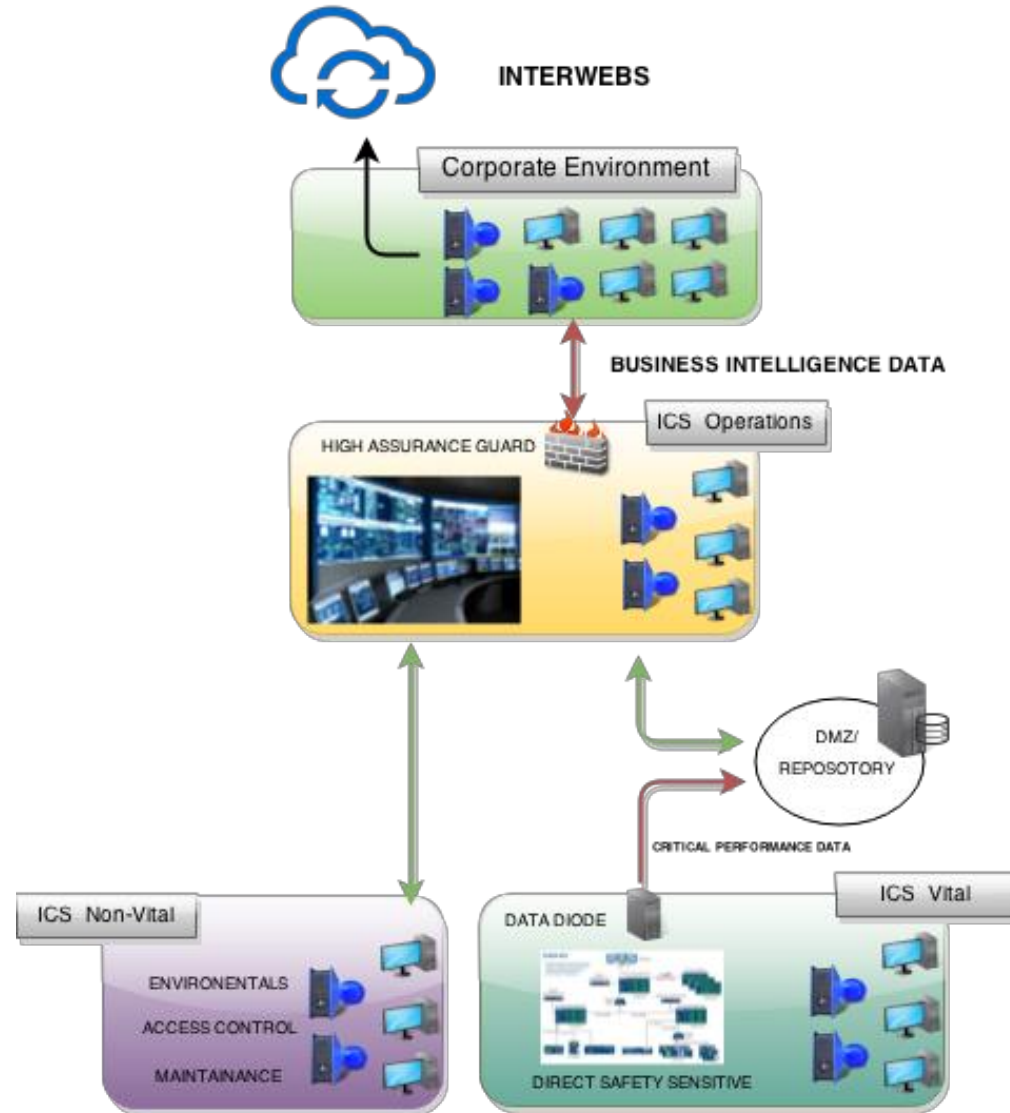 INTERWEBS
Corporate Environment
BUSINESS INTELLIGENCE DATA
ICS Operations
HIGH ASSURANCE GUARD
DMZ/
REPOSOTORY
CRITICAL PERFORMANCE DATA
ICS Non-Vital
ENVIRONENTALS
ACCESS CONTROL
MAINTAINANCE
ICS Vital
DATA DIODE
DIRECT SAFETY SENSITIVE